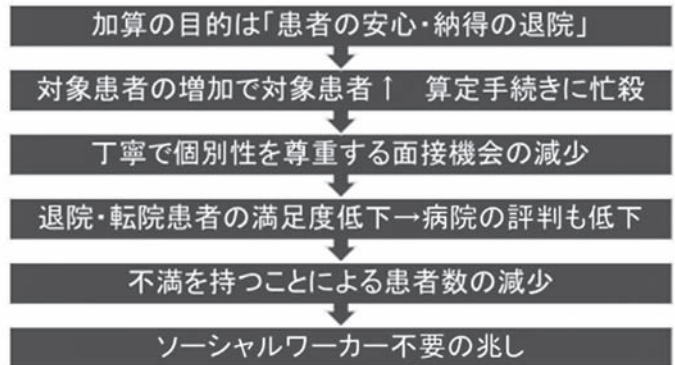 加算の目的は「患者の安心・納得の退院」
対象患者の増加で対象患者↑　算定手続きに忙殺
丁寧で個別性を尊重する面接機会の減少
退院・転院患者の満足度低下→病院の評判も低下
不満を持つことによる患者数の減少
ソーシャルワーカー不要の兆し